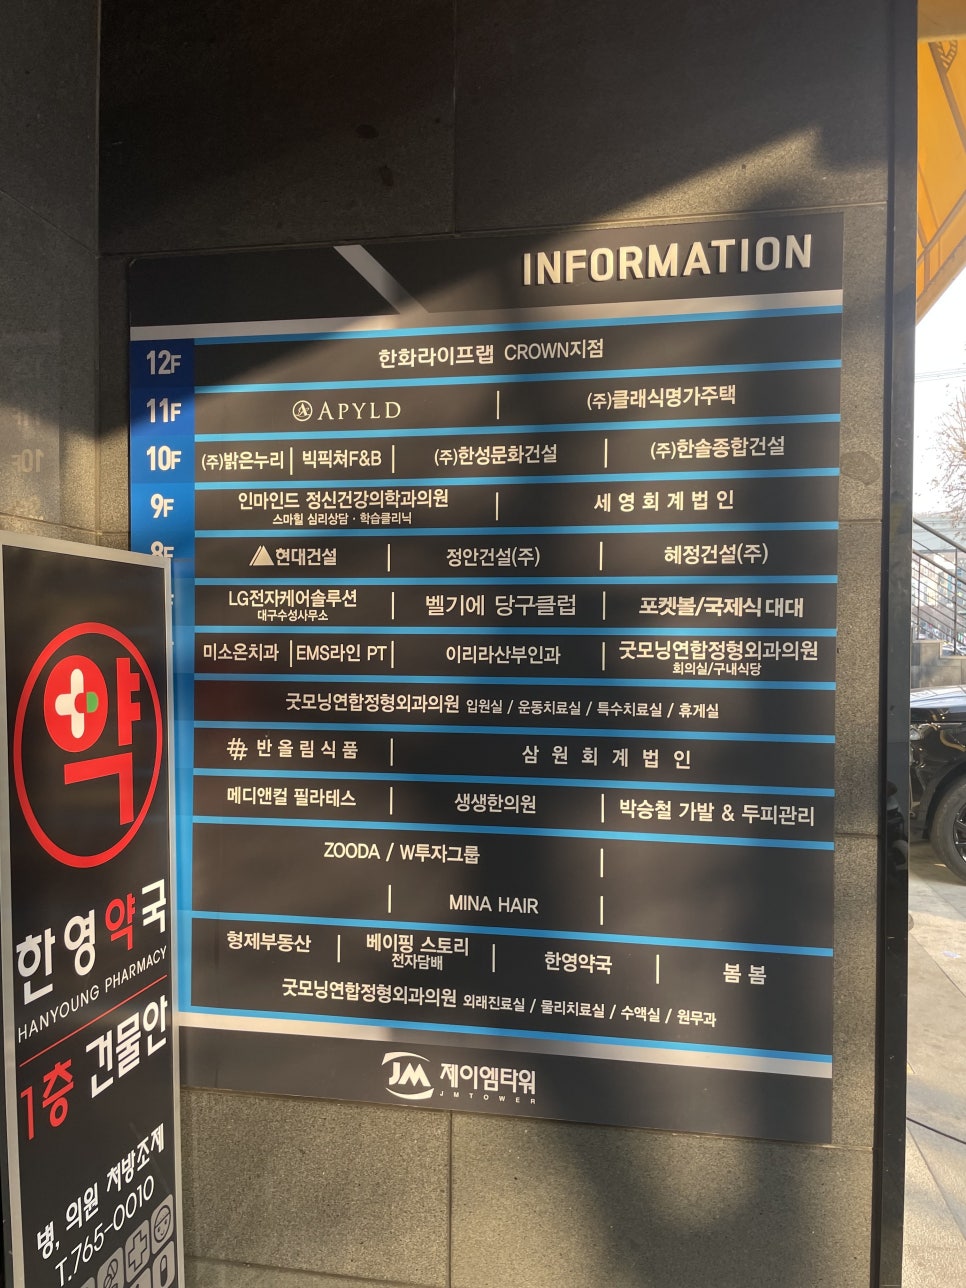 INFORMATION
12F 한화라이프랩 CROWN지점
11F APYLD (주)클래식명가주택
10F (주)밝은누리 빅픽쳐F&B (주)한성문화건설 (주)한솔종합건설
9F 인마인드 정신건강의학과의원 세영회계법인
스마힐 심리상담 · 학습클리닉
8F 현대건설 정안건설(주) 혜정건설(주)
LG전자케어솔루션 벨기에 당구클럽 포켓볼/국제식 대대
대구수성사무소
미소온치과 EMS라인 PT 이리라산부인과 굿모닝연합정형외과의원
회의실/구내식당
굿모닝연합정형외과의원 입원실 / 운동치료실 / 특수치료실 / 휴게실
# 반올림식품 삼원회계법인
메디앤컬 필라테스 생생한의원 박승철 가발 & 두피관리
ZOODA / W투자그룹
MINA HAIR
형제부동산 베이핑 스토리 한영약국 봄봄
전자담배
굿모닝연합정형외과의원 외래진료실 / 물리치료실 / 수액실 / 원무과
JM 제이엠타워
JMTOWER
약
한영약국
HANYOUNG PHARMACY
1층 건물안
병, 의원 처방조제
T.765-0010
10F